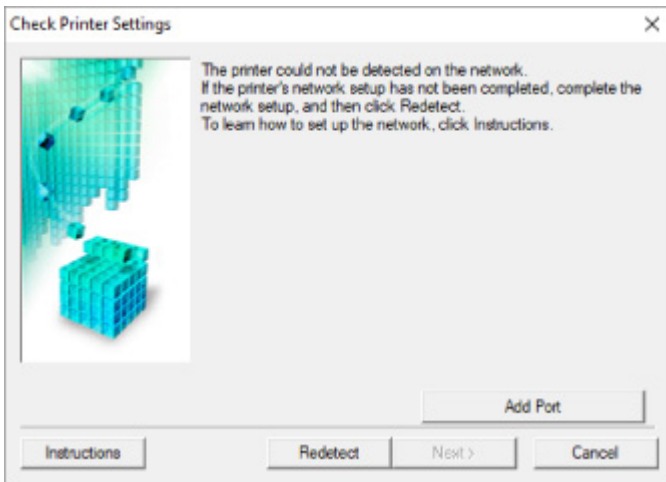 Check Printer Settings
The printer could not be detected on the network.
If the printer's network setup has not been completed, complete the
network setup, and then click Redetect.
To learn how to set up the network, click Instructions.
Add Port
Instructions
Redetect
Next >
Cancel